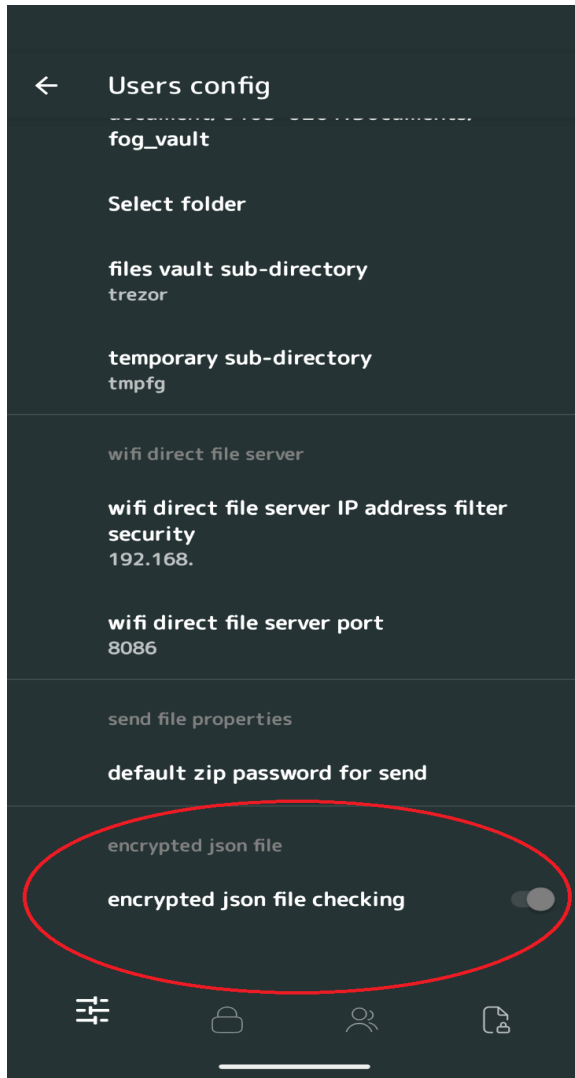 Users config
fog_vault
Select folder
files vault sub-directory
trezor
temporary sub-directory
tmpfg
wifi direct file server
wifi direct file server IP address filter
security
192.168.
wifi direct file server port
8086
send file properties
default zip password for send
encrypted json file
encrypted json file checking